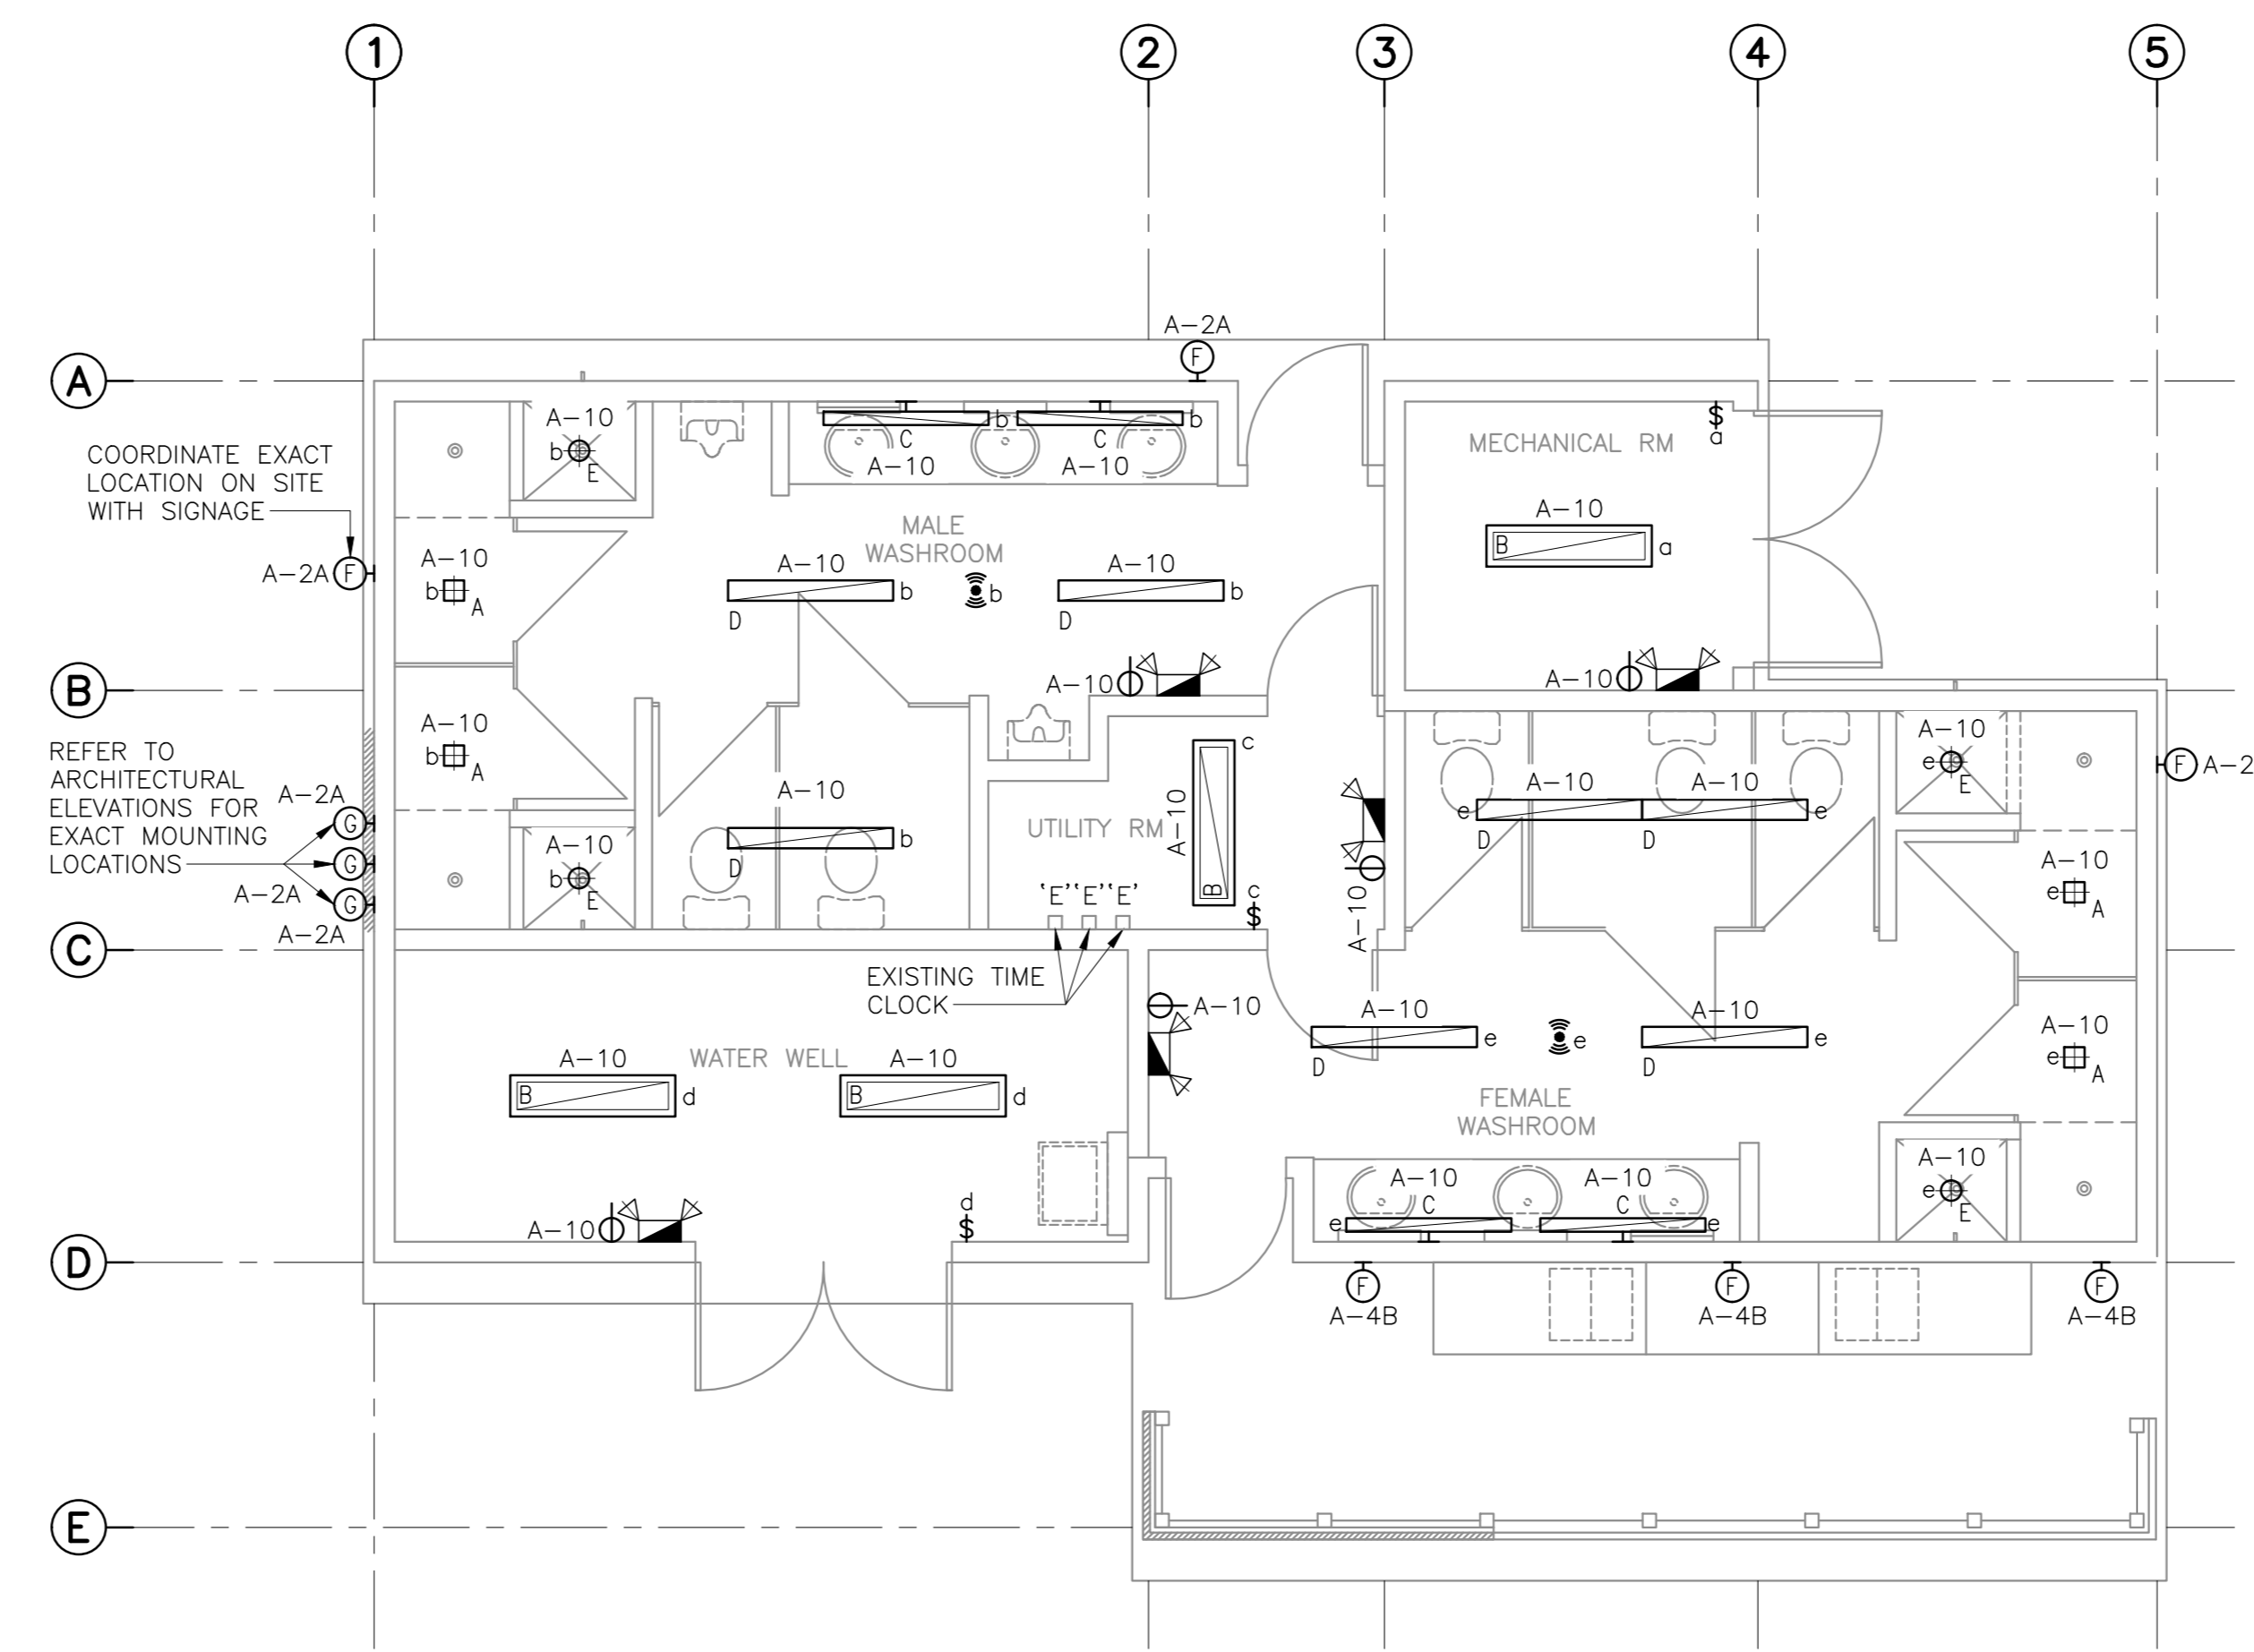 1 2 3 4 5
A-2A
F
A
A-10
b
E
b
C
A-10
b
C
A-10
$
a
MECHANICAL RM
COORDINATE EXACT
LOCATION ON SITE
WITH SIGNAGE
A-2A F
A-10
b
A
MALE
WASHROOM
A-10
b
D
b
A-10
b
D
A-10
B
a
B
A-10
A-10
A-10
b
A
REFER TO
ARCHITECTURAL
ELEVATIONS FOR
EXACT MOUNTING
LOCATIONS
A-2A
G
G
A-2A
G
A-2A
A-10
b
E
A-10
b
D
UTILITY RM
c
A-10
B
'E' 'E' 'E'
c
$
A-10
A-10
e
D
A-10
e
D
A-10
e
E
F A-2
A-10
e
A
C
EXISTING TIME
CLOCK
A-10
A-10
e
D
e
A-10
e
D
A-10
e
A
WATER WELL
A-10
B
d
A-10
B
d
FEMALE
WASHROOM
A-10
C
e
A-10
C
e
A-10
e
E
A-10
d
$
D
F
A-4B
F
A-4B
F
A-4B
E